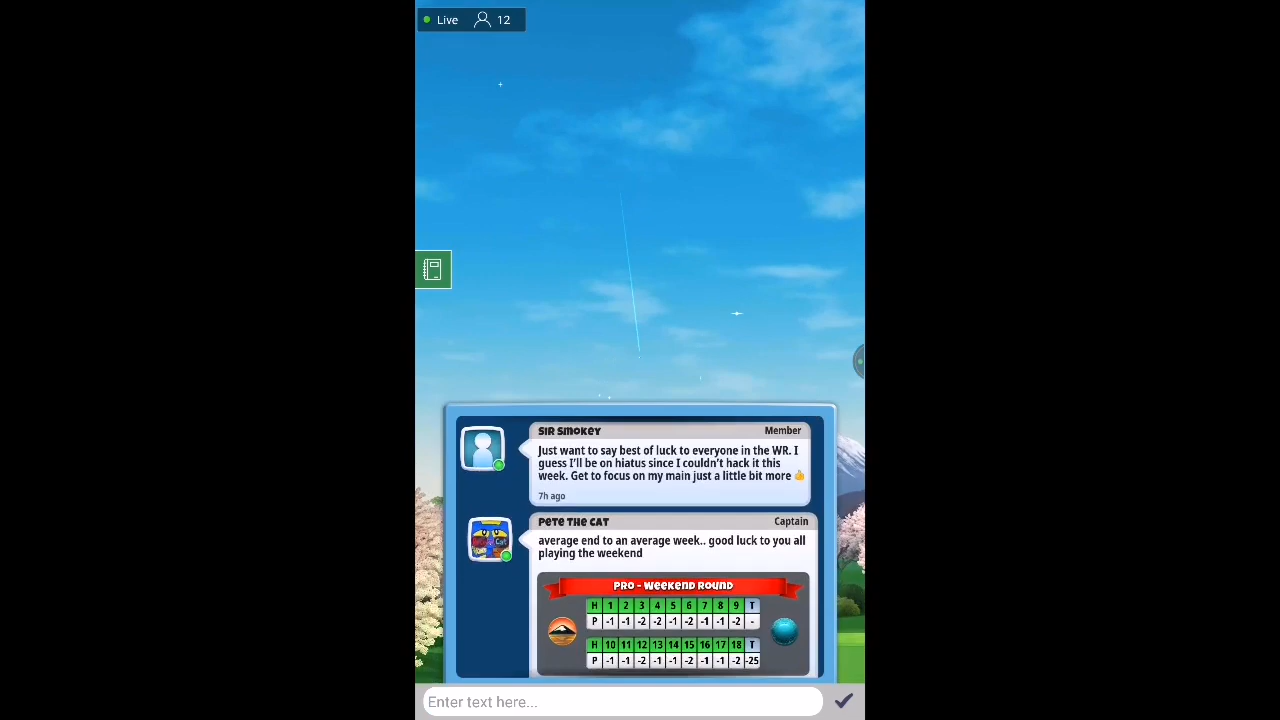 Live 12
SIR SMOKEY Member
Just want to say best of luck to everyone in the WR. I
guess I'll be on hiatus since I couldn't hack it this
week. Get to focus on my main just a little bit more 👍
7h ago
PETE THE CAT Captain
average end to an average week.. good luck to you all
playing the weekend
PRO - WEEKEND ROUND
H 1 2 3 4 5 6 7 8 9 T
P -1 -1 -2 -2 -1 -2 -1 -1 -2 -
H 10 11 12 13 14 15 16 17 18 T
P -1 -1 -2 -1 -1 -2 -1 -1 -2 -25
Enter text here...